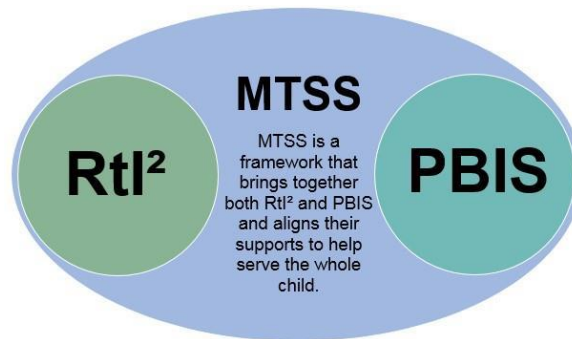 MTSS
RtI²
PBIS
MTSS is a
framework that
brings together
both RtI² and PBIS
and aligns their
supports to help
serve the whole
child.